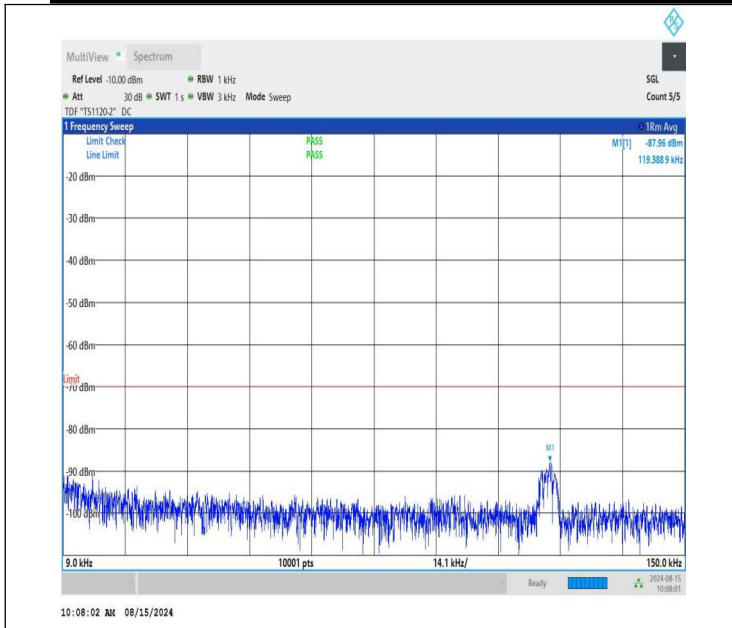 R S
MultiView Spectrum
Ref Level -10.00 dBm RBW 1 kHz SGL
Att 30 dB SWT 1 s VBW 3 kHz Mode Sweep Count 5/5
TDF "TS1120-2" DC
1 Frequency Sweep 1Rm Avg
Limit Check PASS M1[1] -87.96 dBm
Line Limit PASS 119.3889 kHz
-20 dBm
-30 dBm
-40 dBm
-50 dBm
-60 dBm
Limit
-70 dBm
-80 dBm
M1
-90 dBm
-100 dBm
9.0 kHz 10001 pts 14.1 kHz/ 150.0 kHz
Ready 2024-08-15
10:08:01
10:08:02 AM 08/15/2024